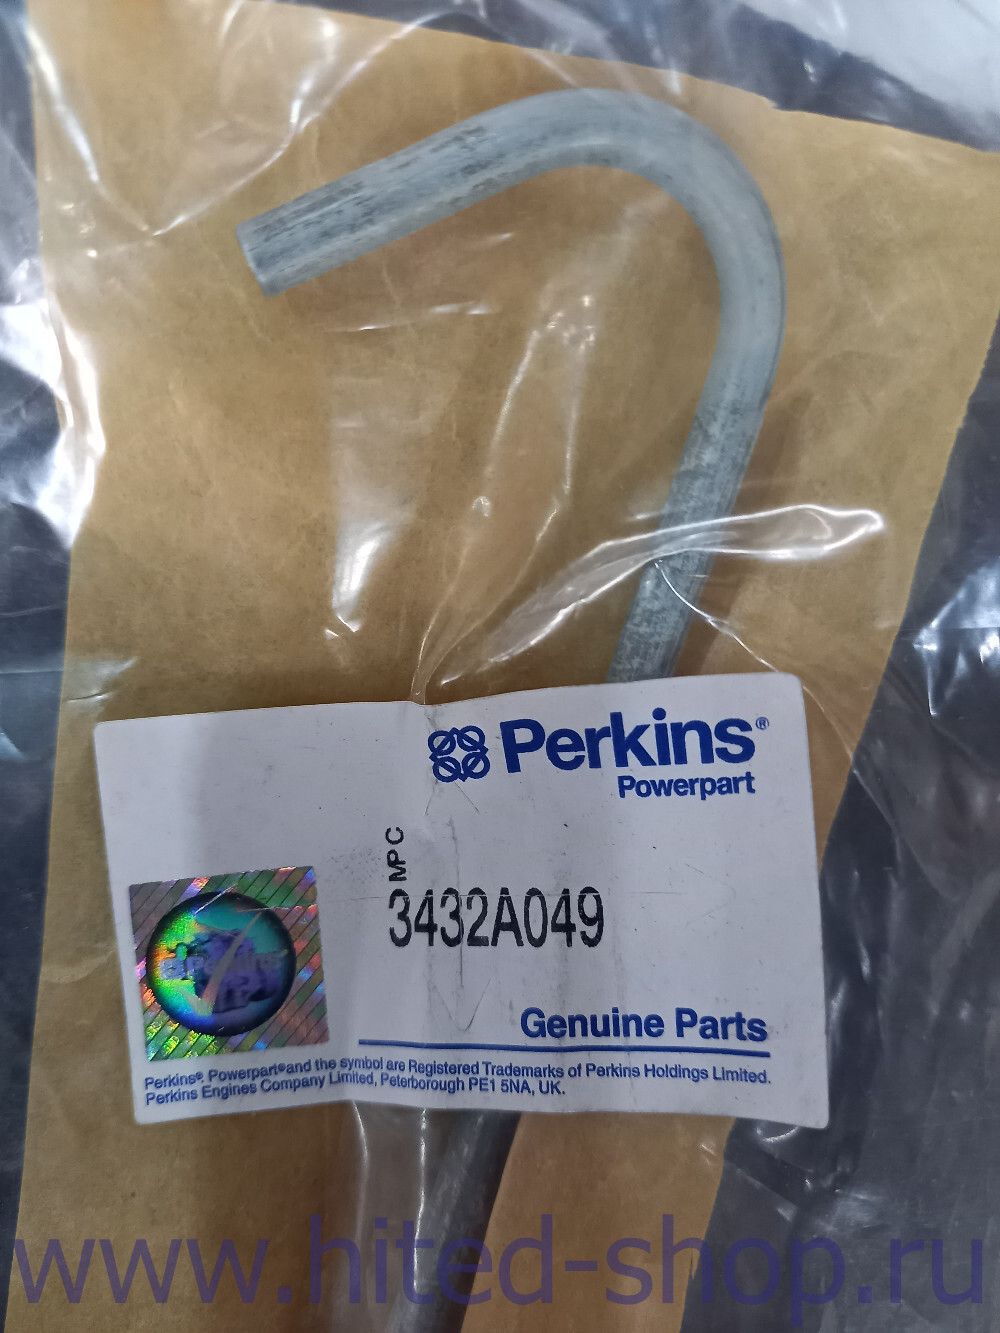 Perkins®
Powerpart
MPC
3432A049
Genuine Parts
Perkins®, Powerpart® and the symbol are Registered Trademarks of Perkins Holdings Limited.
Perkins Engines Company Limited, Peterborough PE1 5NA, UK.
www.hited-shop.ru